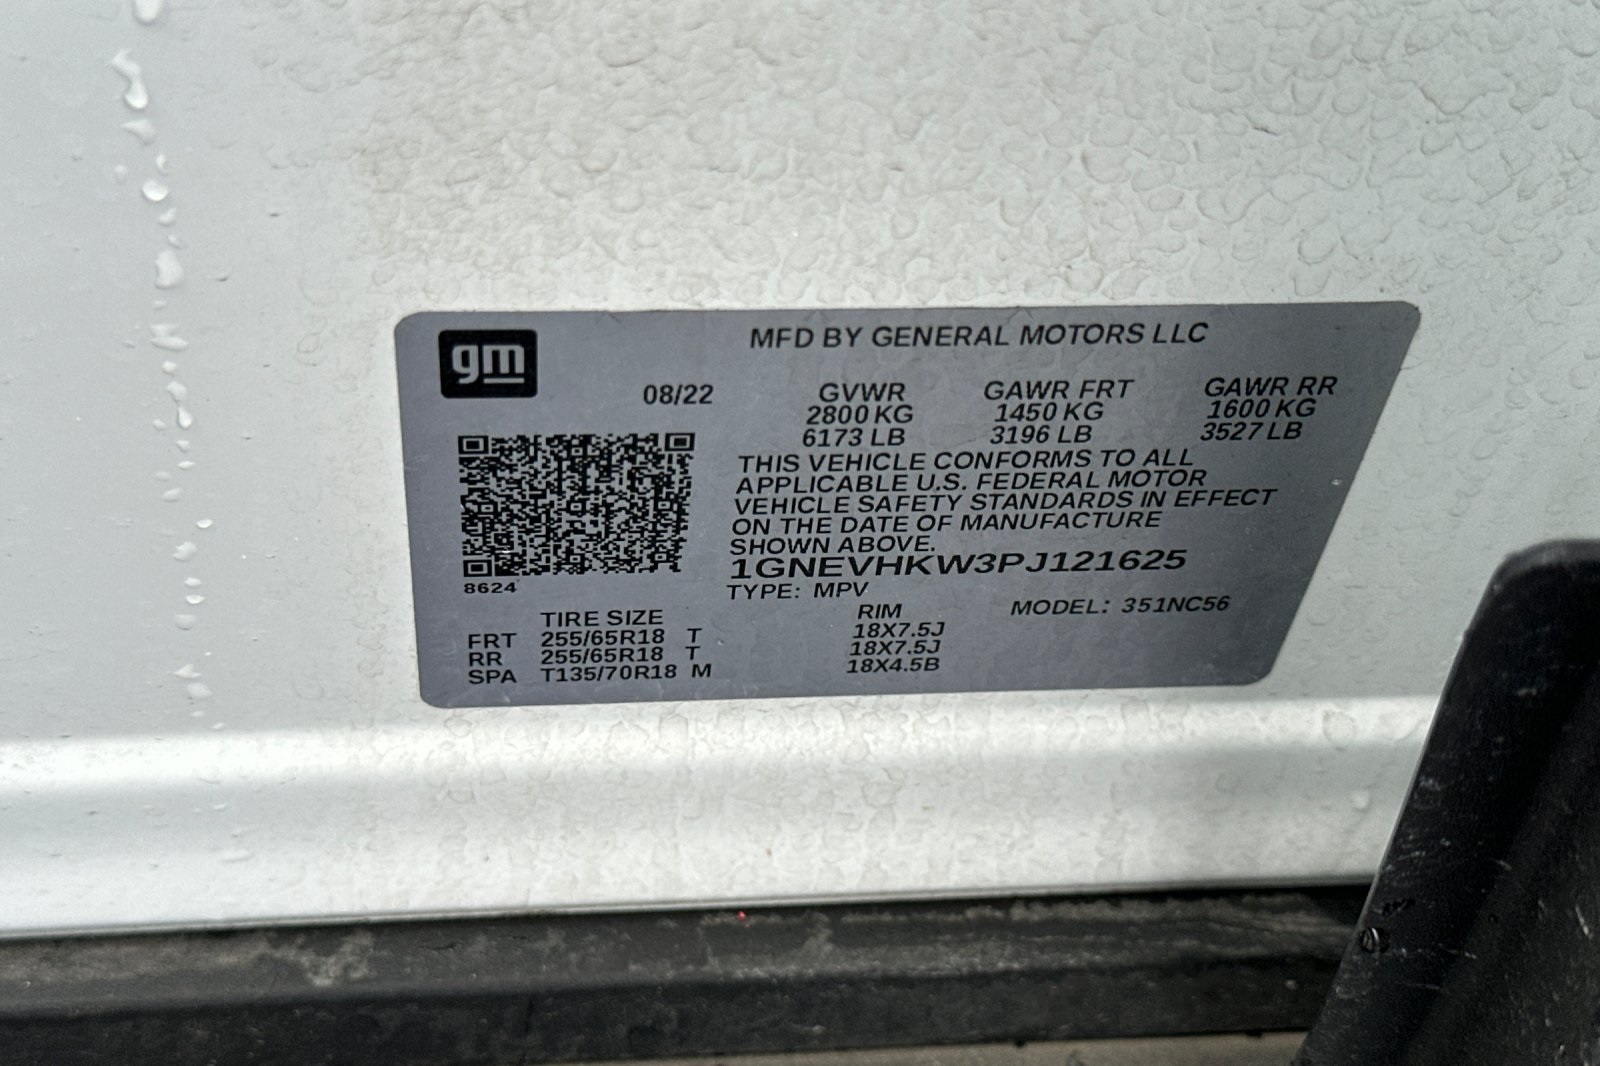 gm
MFD BY GENERAL MOTORS LLC
08/22 GVWR GAWR FRT GAWR RR
2800 KG 1450 KG 1600 KG
6173 LB 3196 LB 3527 LB
THIS VEHICLE CONFORMS TO ALL
APPLICABLE U.S. FEDERAL MOTOR
VEHICLE SAFETY STANDARDS IN EFFECT
ON THE DATE OF MANUFACTURE
SHOWN ABOVE.
1GNEVHKW3PJ121625
8624
TYPE: MPV
MODEL: 351NC56
TIRE SIZE RIM
FRT 255/65R18 T 18X7.5J
RR 255/65R18 T 18X7.5J
SPA T135/70R18 M 18X4.5B